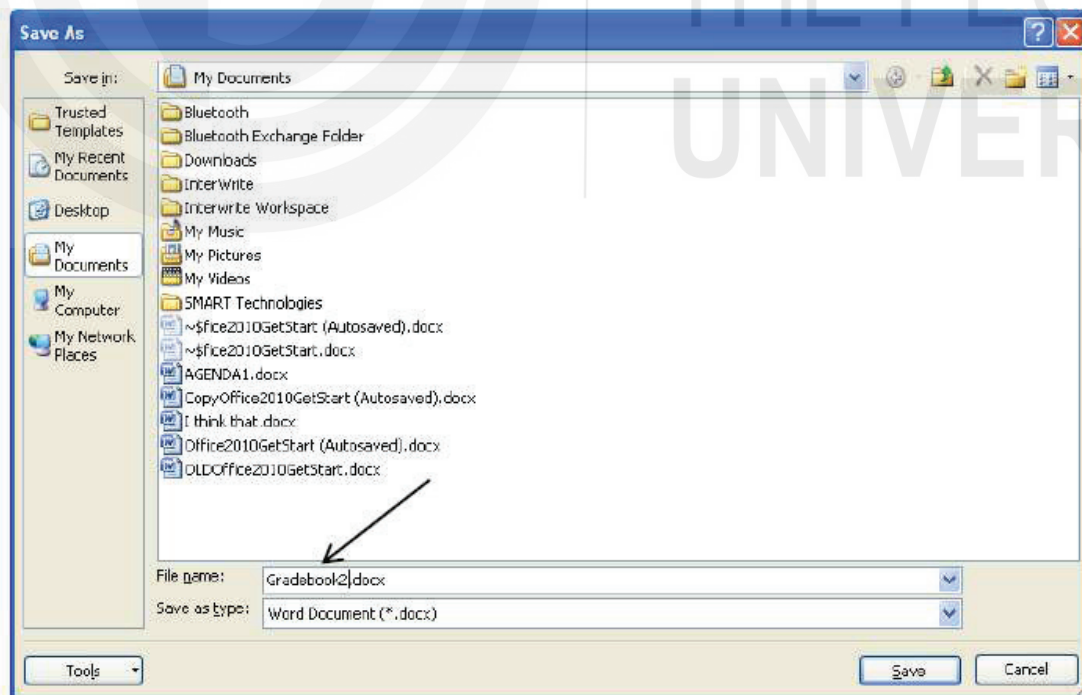 Save As
Save in:
My Documents
Trusted
Templates
My Recent
Documents
Desktop
My
Documents
My
Computer
My Network
Places
Bluetooth
Bluetooth Exchange Folder
Downloads
InterWrite
Interwrite Workspace
My Music
My Pictures
My Videos
SMART Technologies
~$fice2010GetStart (Autosaved).docx
~$fice2010GetStart.docx
AGENDA1.docx
CopyOffice2010GetStart (Autosaved).docx
I think that.docx
Office2010GetStart (Autosaved).docx
OLDOffice2010GetStart.docx
File name:
Gradebook2.docx
Save as type:
Word Document (*.docx)
Tools
Save
Cancel